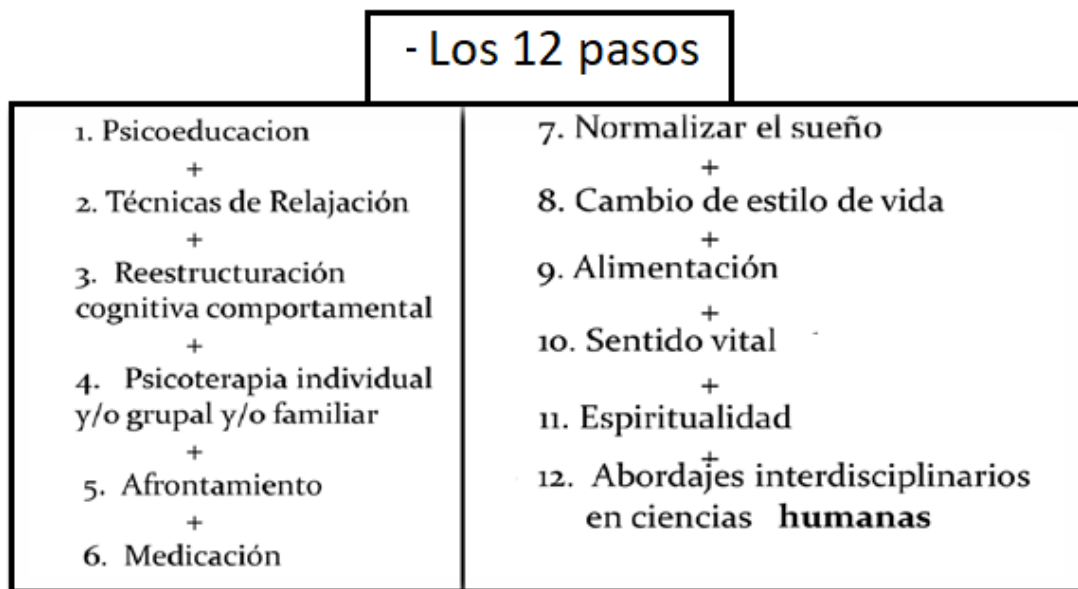 - Los 12 pasos
1. Psicoeducacion
+
2. Técnicas de Relajación
+
3. Reestructuración
cognitiva comportamental
+
4. Psicoterapia individual
y/o grupal y/o familiar
+
5. Afrontamiento
+
6. Medicación
7. Normalizar el sueño
+
8. Cambio de estilo de vida
+
9. Alimentación
+
10. Sentido vital
+
11. Espiritualidad
+
12. Abordajes interdisciplinarios
en ciencias humanas